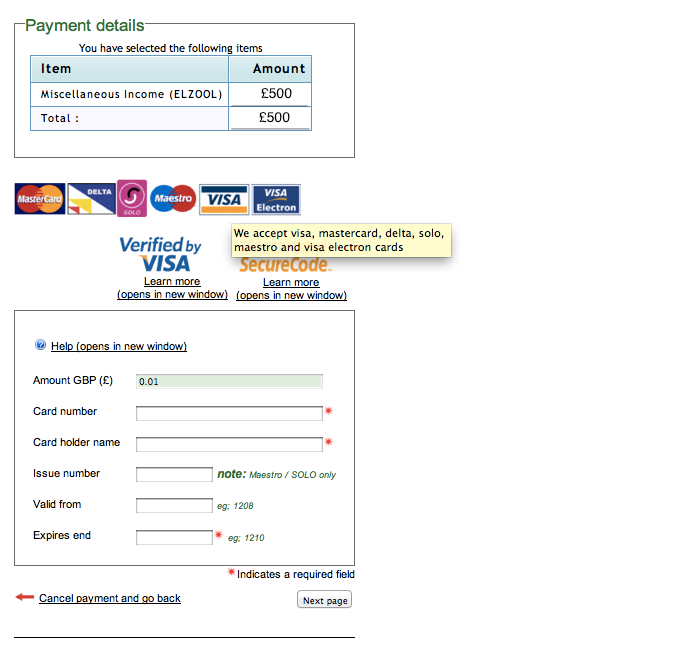 Payment details
You have selected the following items
Item Amount
Miscellaneous Income (ELZOOL) £500
Total : £500
MasterCard DELTA SOLO Maestro VISA VISA Electron
We accept visa, mastercard, delta, solo,
maestro and visa electron cards
Verified by
VISA SecureCode
Learn more Learn more
(opens in new window) (opens in new window)
Help (opens in new window)
Amount GBP (£) 0.01
Card number *
Card holder name *
Issue number note: Maestro / SOLO only
Valid from eg; 1208
Expires end * eg; 1210
* Indicates a required field
Cancel payment and go back Next page